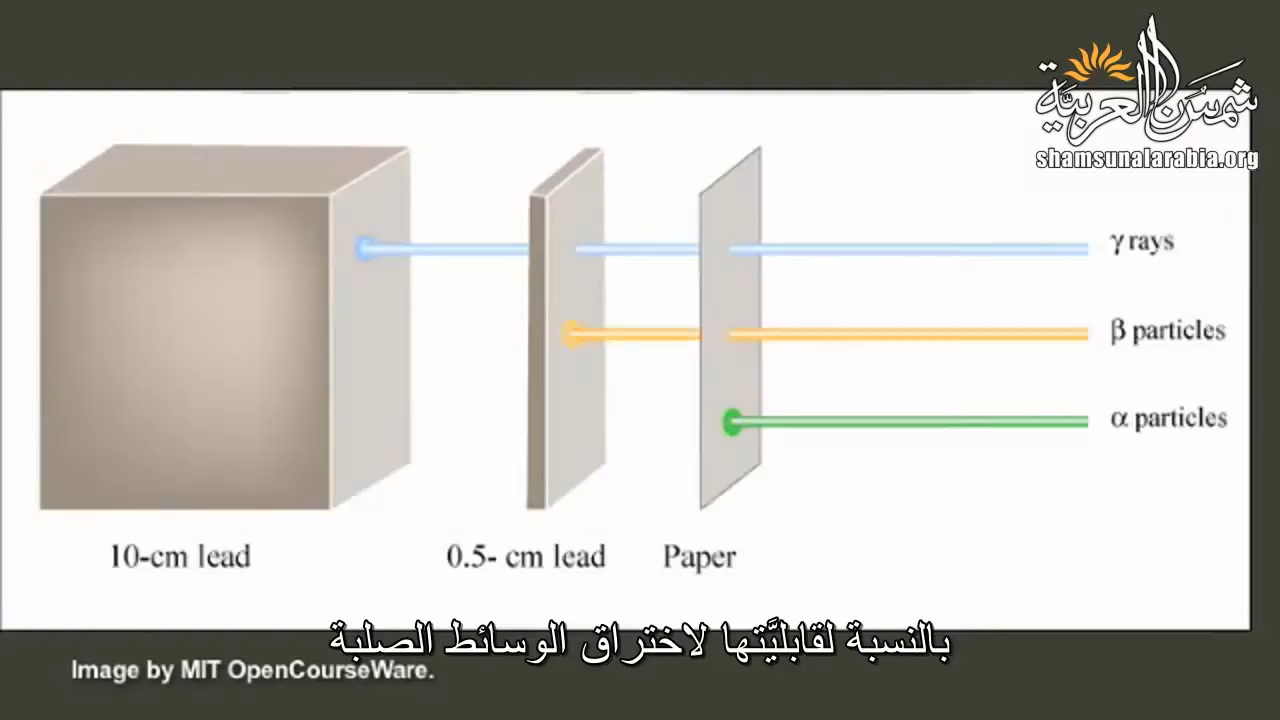 شمس العربية
shamsunalarabia.org
γ rays
β particles
α particles
10-cm lead
0.5- cm lead
Paper
بالنسبة لقابليَّتها لاختراق الوسائط الصلبة
Image by MIT OpenCourseWare.